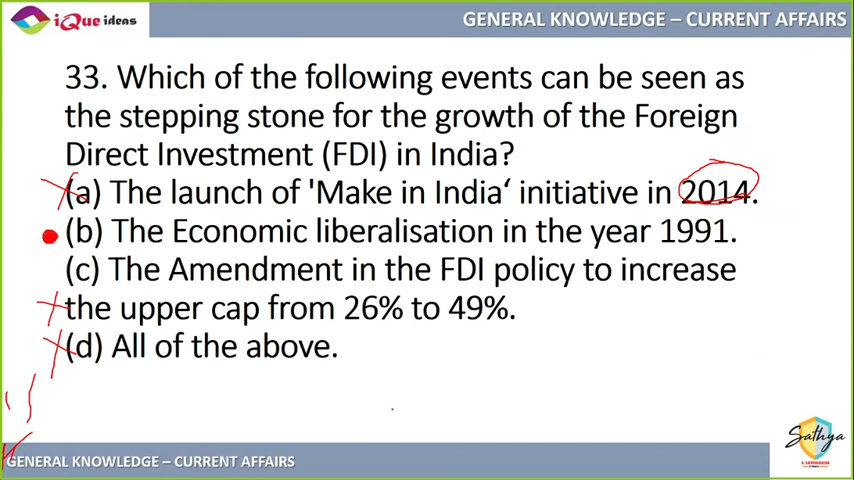 iQue ideas
GENERAL KNOWLEDGE – CURRENT AFFAIRS
33. Which of the following events can be seen as
the stepping stone for the growth of the Foreign
Direct Investment (FDI) in India?
(a) The launch of 'Make in India‘ initiative in 2014.
(b) The Economic liberalisation in the year 1991.
(c) The Amendment in the FDI policy to increase
the upper cap from 26% to 49%.
(d) All of the above.
Sathya
GENERAL KNOWLEDGE – CURRENT AFFAIRS